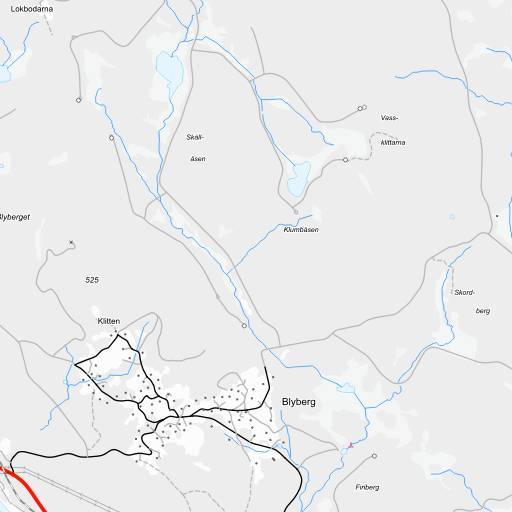 Lokbodarna
Vass-
klittarna
Skäll-
åsen
Blyberget
Klumbåsen
525
Skord-
berg
Klitten
Blyberg
Finberg